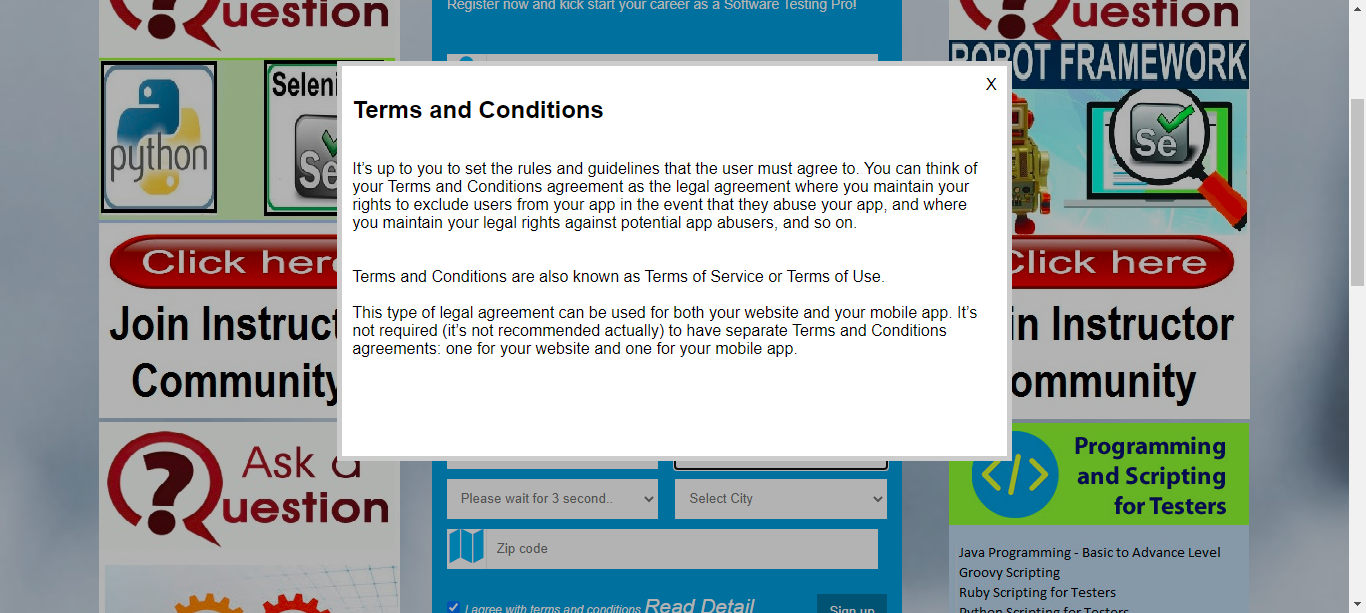 uestion
Register now and kick start your career as a Software Testing Pro!
uestion
python
Seleni
Se
ROBOT FRAMEWORK
Se
Click here
Join Instruct
Community
Click here
in Instructor
ommunity
X
Terms and Conditions
It’s up to you to set the rules and guidelines that the user must agree to. You can think of
your Terms and Conditions agreement as the legal agreement where you maintain your
rights to exclude users from your app in the event that they abuse your app, and where
you maintain your legal rights against potential app abusers, and so on.
Terms and Conditions are also known as Terms of Service or Terms of Use.
This type of legal agreement can be used for both your website and your mobile app. It’s
not required (it’s not recommended actually) to have separate Terms and Conditions
agreements: one for your website and one for your mobile app.
Ask a
Question
Please wait for 3 second..
Select City
Zip code
I agree with terms and conditions Read Detail
Sign up
</> Programming
and Scripting
for Testers
Java Programming - Basic to Advance Level
Groovy Scripting
Ruby Scripting for Testers
Python Scripting for Testers